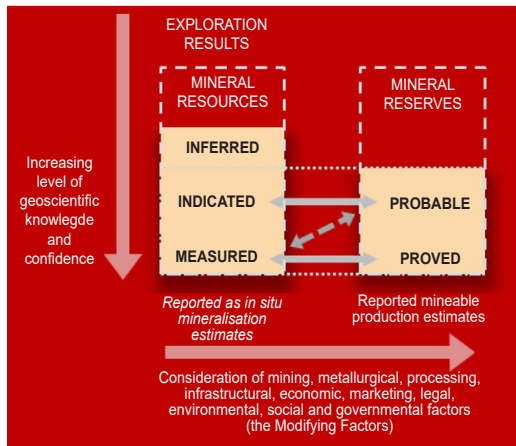 EXPLORATION
RESULTS
MINERAL
RESOURCES
MINERAL
RESERVES
INFERRED
Increasing
level of
geoscientific
knowlegde
and
confidence
INDICATED
PROBABLE
MEASURED
PROVED
Reported as in situ
mineralisation
estimates
Reported mineable
production estimates
Consideration of mining, metallurgical, processing,
infrastructural, economic, marketing, legal,
environmental, social and governmental factors
(the Modifying Factors)